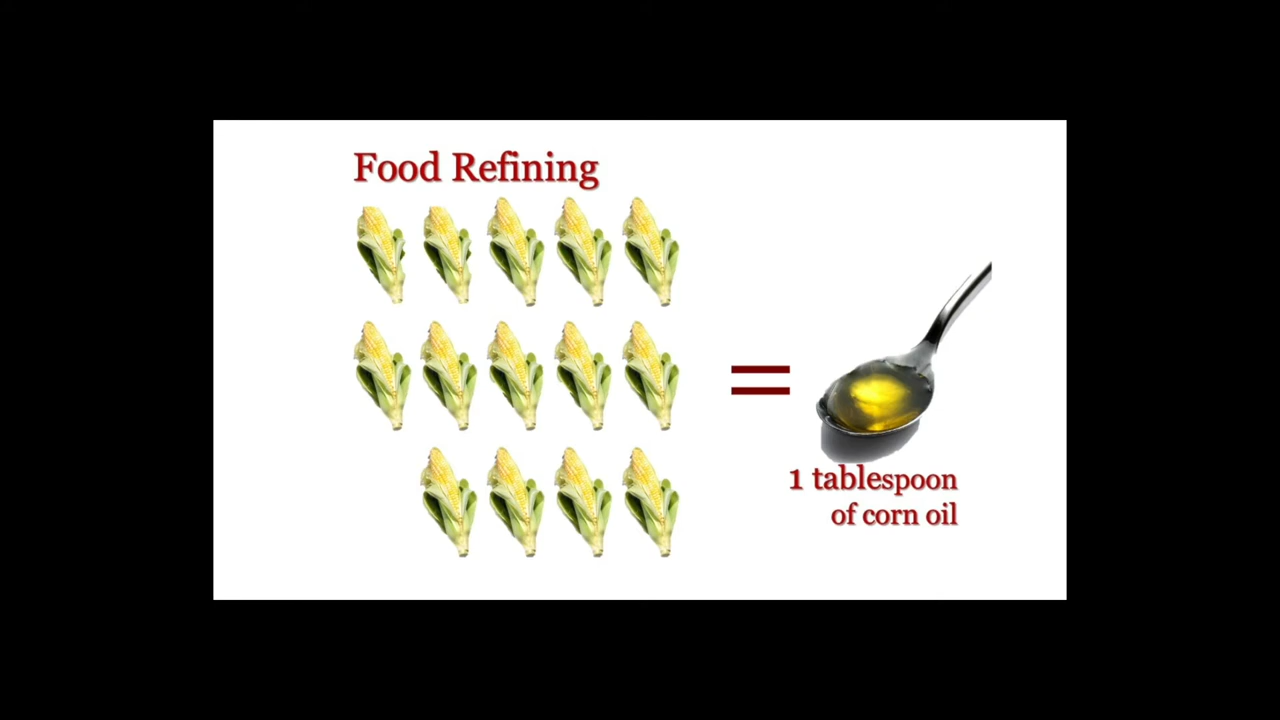 Food Refining
=
1 tablespoon
of corn oil